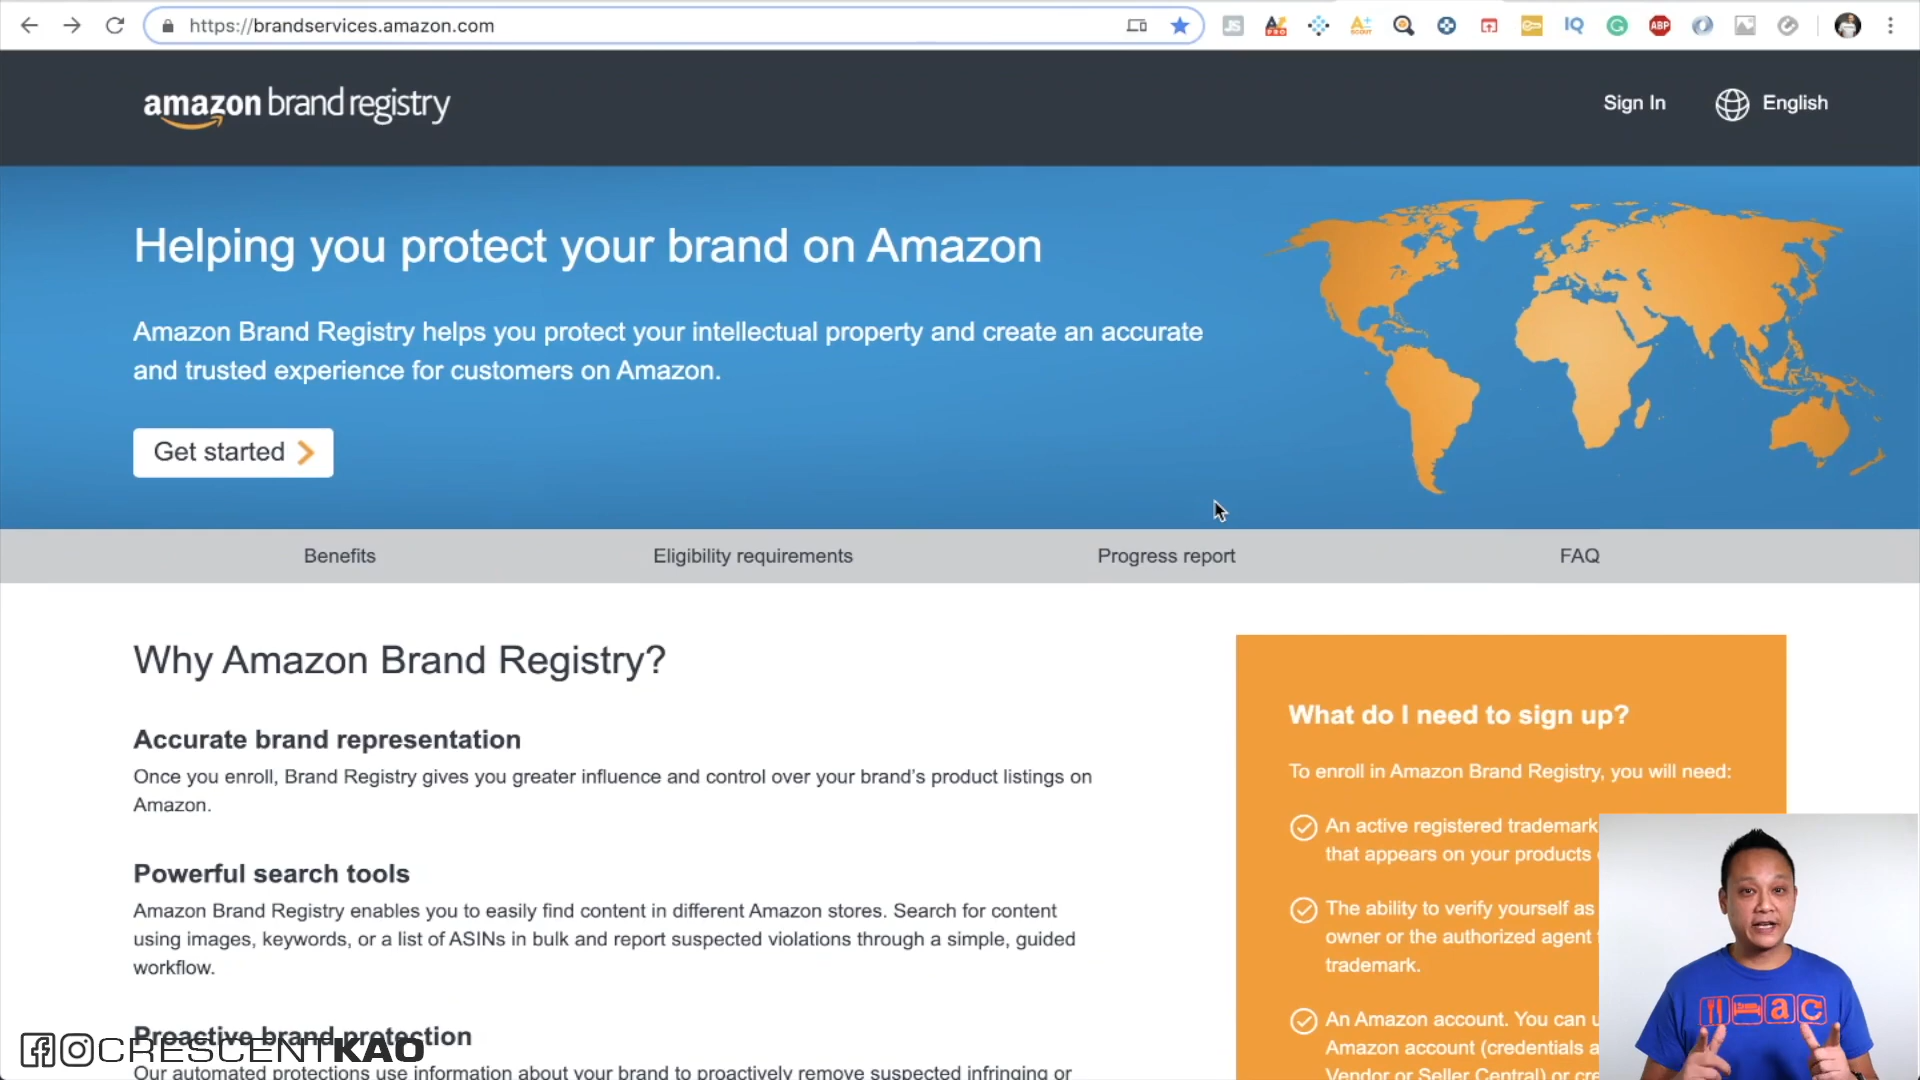 https://brandservices.amazon.com
JS
PRO
A+
SCOUT
IQ
G
ABP
amazon brand registry
Sign In
English
Helping you protect your brand on Amazon
Amazon Brand Registry helps you protect your intellectual property and create an accurate
and trusted experience for customers on Amazon.
Get started
Benefits
Eligibility requirements
Progress report
FAQ
Why Amazon Brand Registry?
Accurate brand representation
Once you enroll, Brand Registry gives you greater influence and control over your brand’s product listings on
Amazon.
Powerful search tools
Amazon Brand Registry enables you to easily find content in different Amazon stores. Search for content
using images, keywords, or a list of ASINs in bulk and report suspected violations through a simple, guided
workflow.
Proactive brand protection
Our automated protections use information about your brand to proactively remove suspected infringing or
What do I need to sign up?
To enroll in Amazon Brand Registry, you will need:
An active registered trademark
that appears on your products
The ability to verify yourself as
owner or the authorized agent
trademark.
An Amazon account. You can
Amazon account (credentials
Vendor or Seller Central) or
CRESCENTKAO
a c